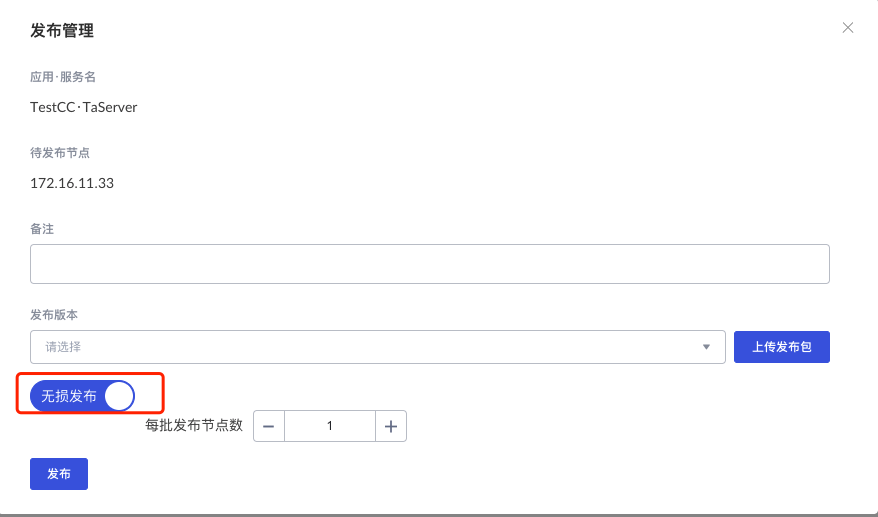 发布管理
应用·服务名
TestCC·TaServer
待发布节点
172.16.11.33
备注
发布版本
请选择
上传发布包
无损发布
每批发布节点数
1
发布